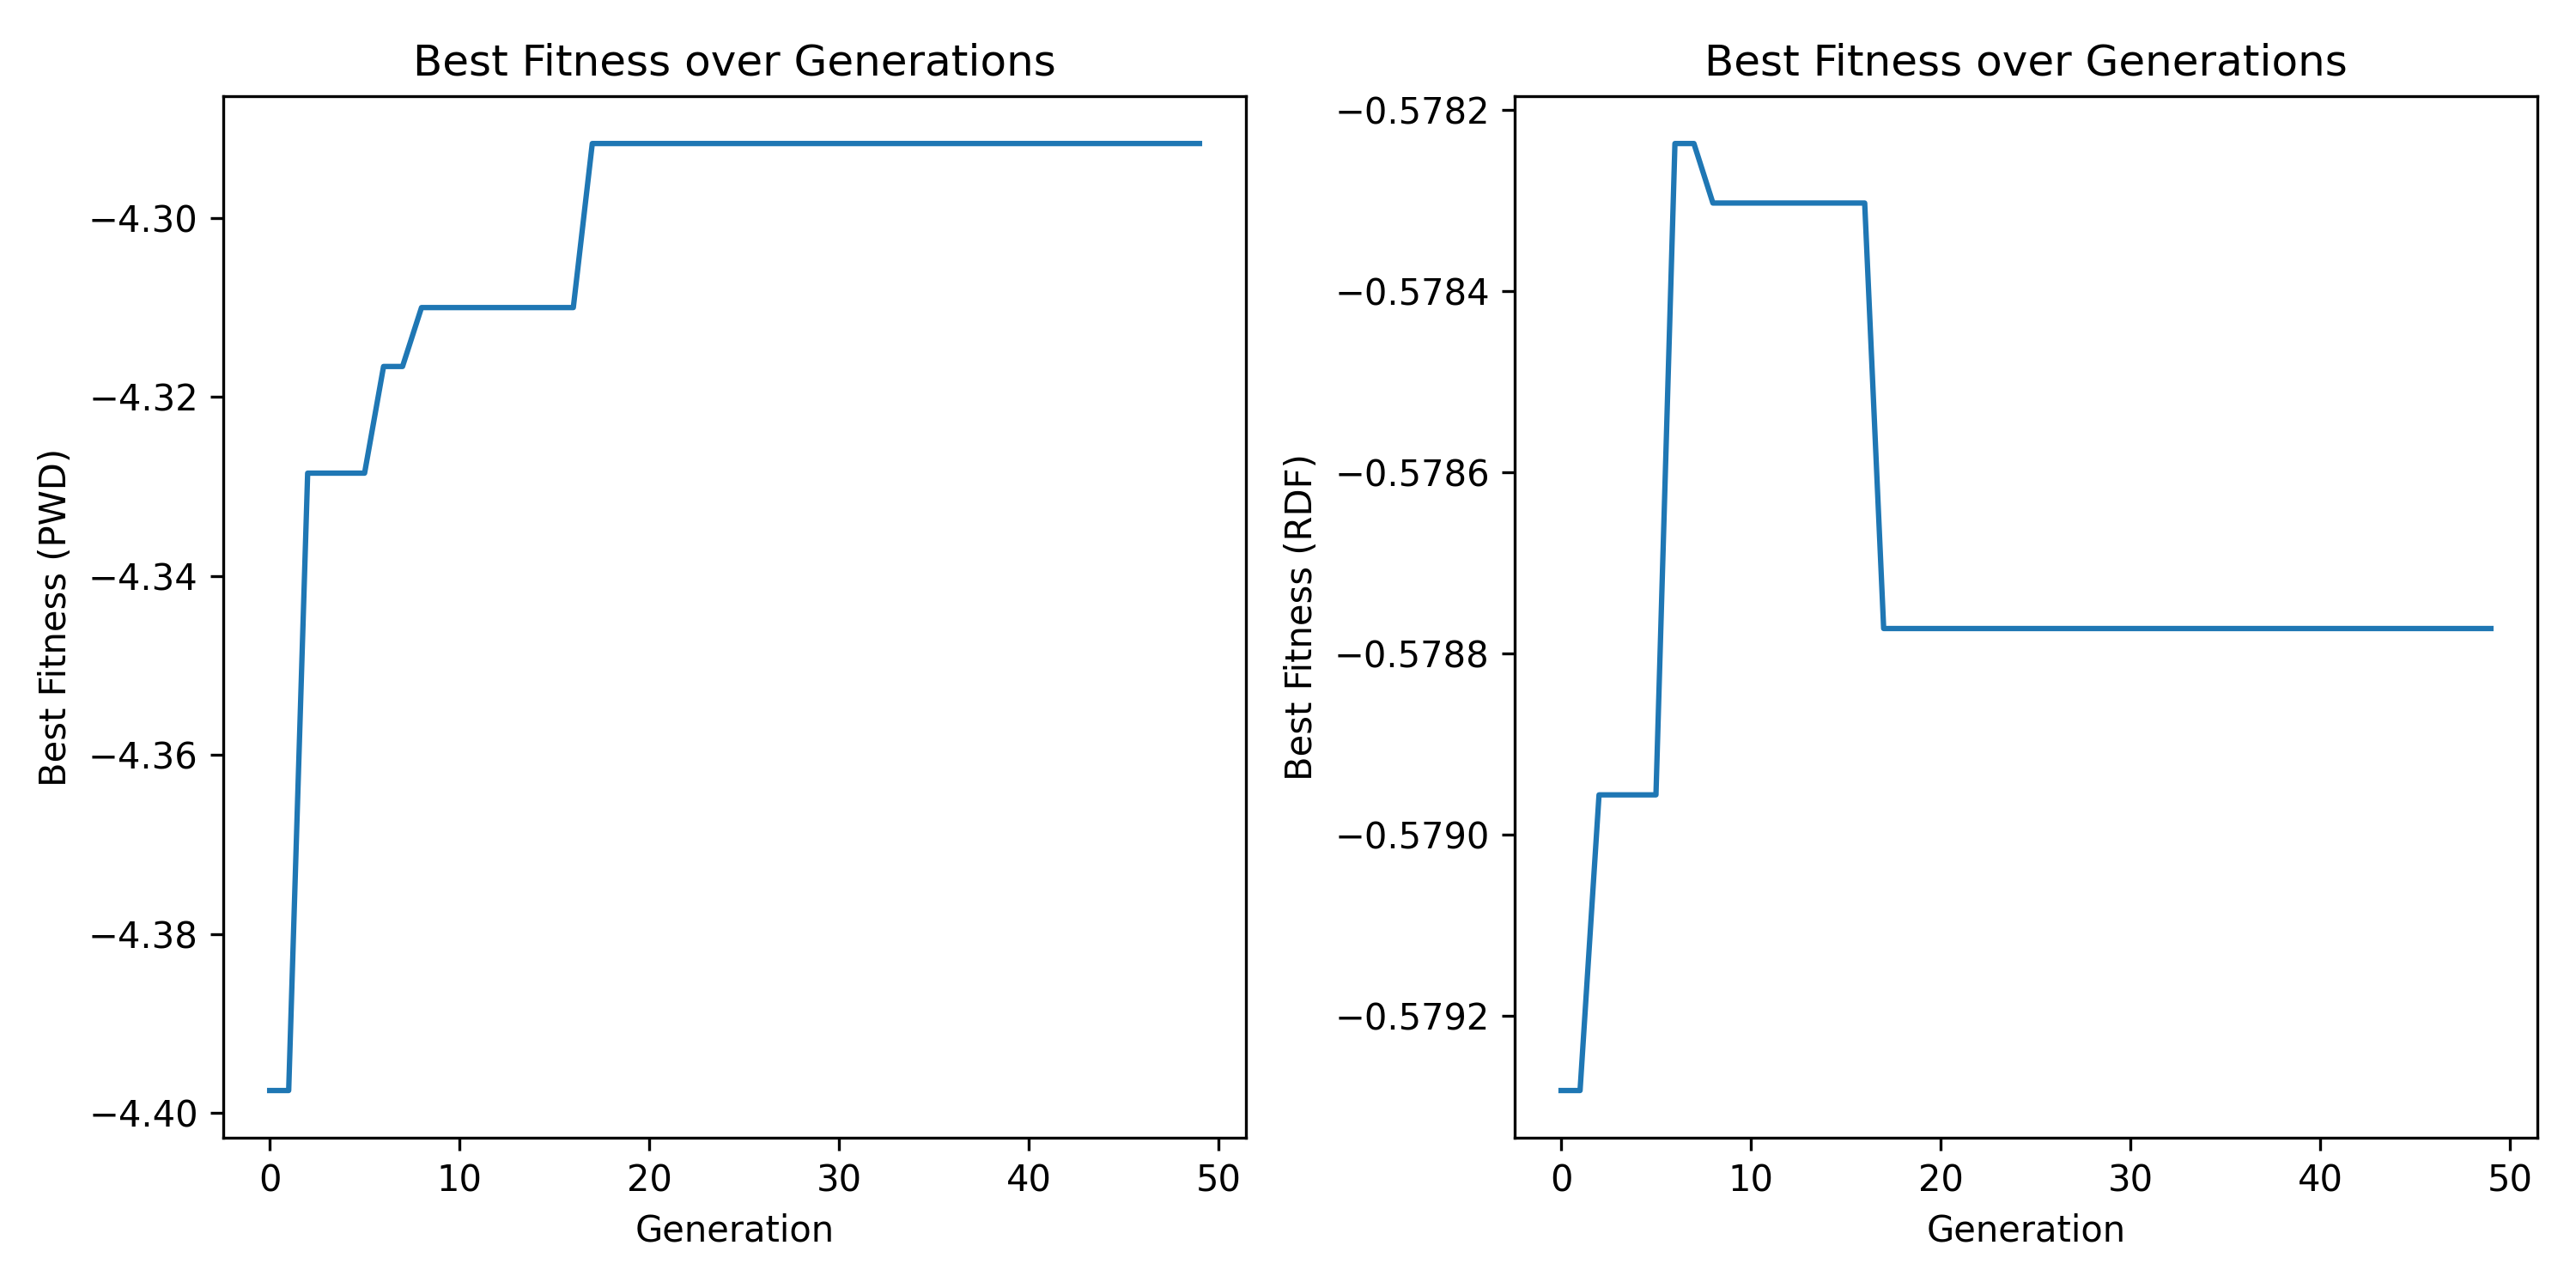 Best Fitness over Generations
Best Fitness (PWD)
−4.30
−4.32
−4.34
−4.36
−4.38
−4.40
0 10 20 30 40 50
Generation
Best Fitness over Generations
Best Fitness (RDF)
−0.5782
−0.5784
−0.5786
−0.5788
−0.5790
−0.5792
0 10 20 30 40 50
Generation